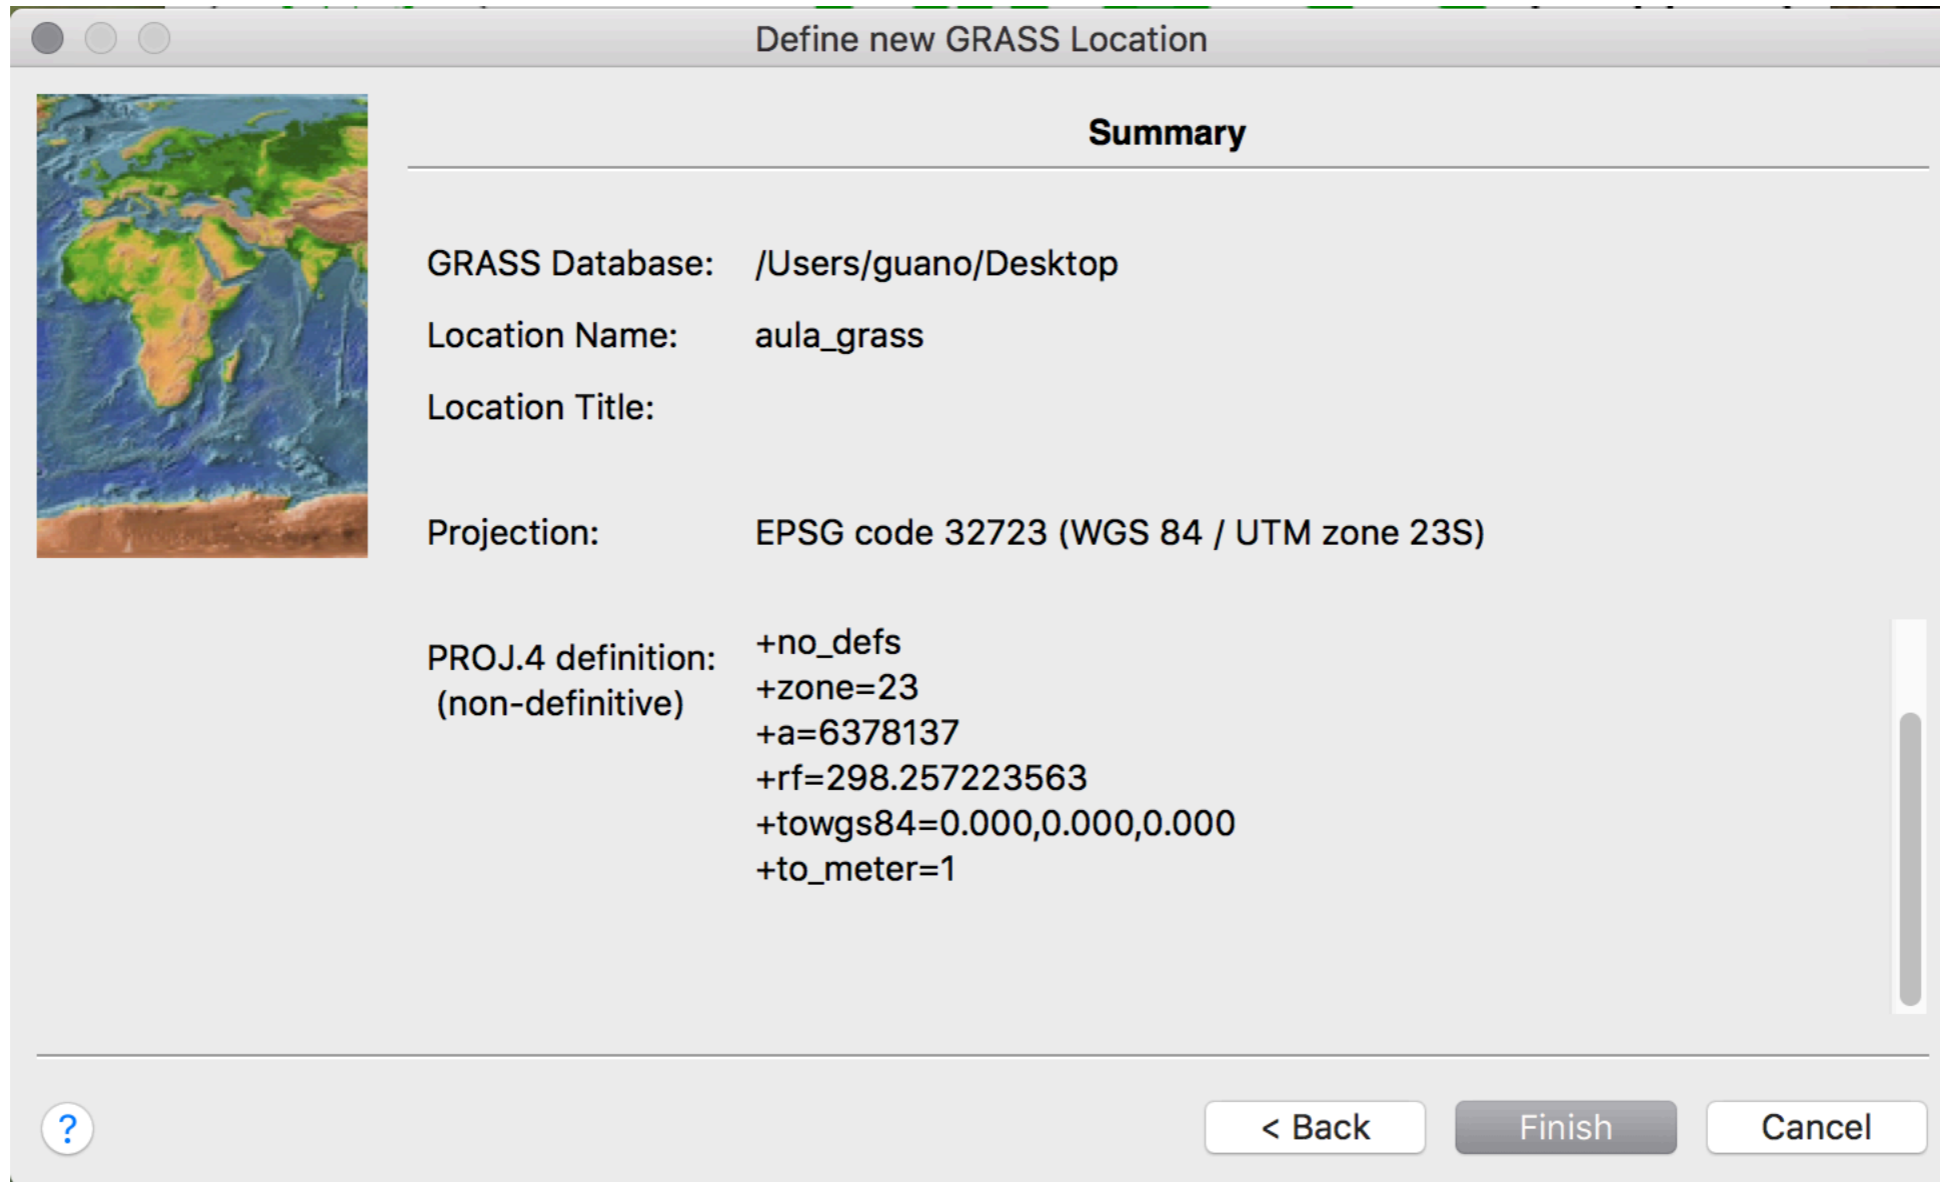 Define new GRASS Location
Summary
GRASS Database: /Users/guano/Desktop
Location Name: aula_grass
Location Title:
Projection: EPSG code 32723 (WGS 84 / UTM zone 23S)
PROJ.4 definition:
(non-definitive)
+no_defs
+zone=23
+a=6378137
+rf=298.257223563
+towgs84=0.000,0.000,0.000
+to_meter=1
?
< Back
Finish
Cancel